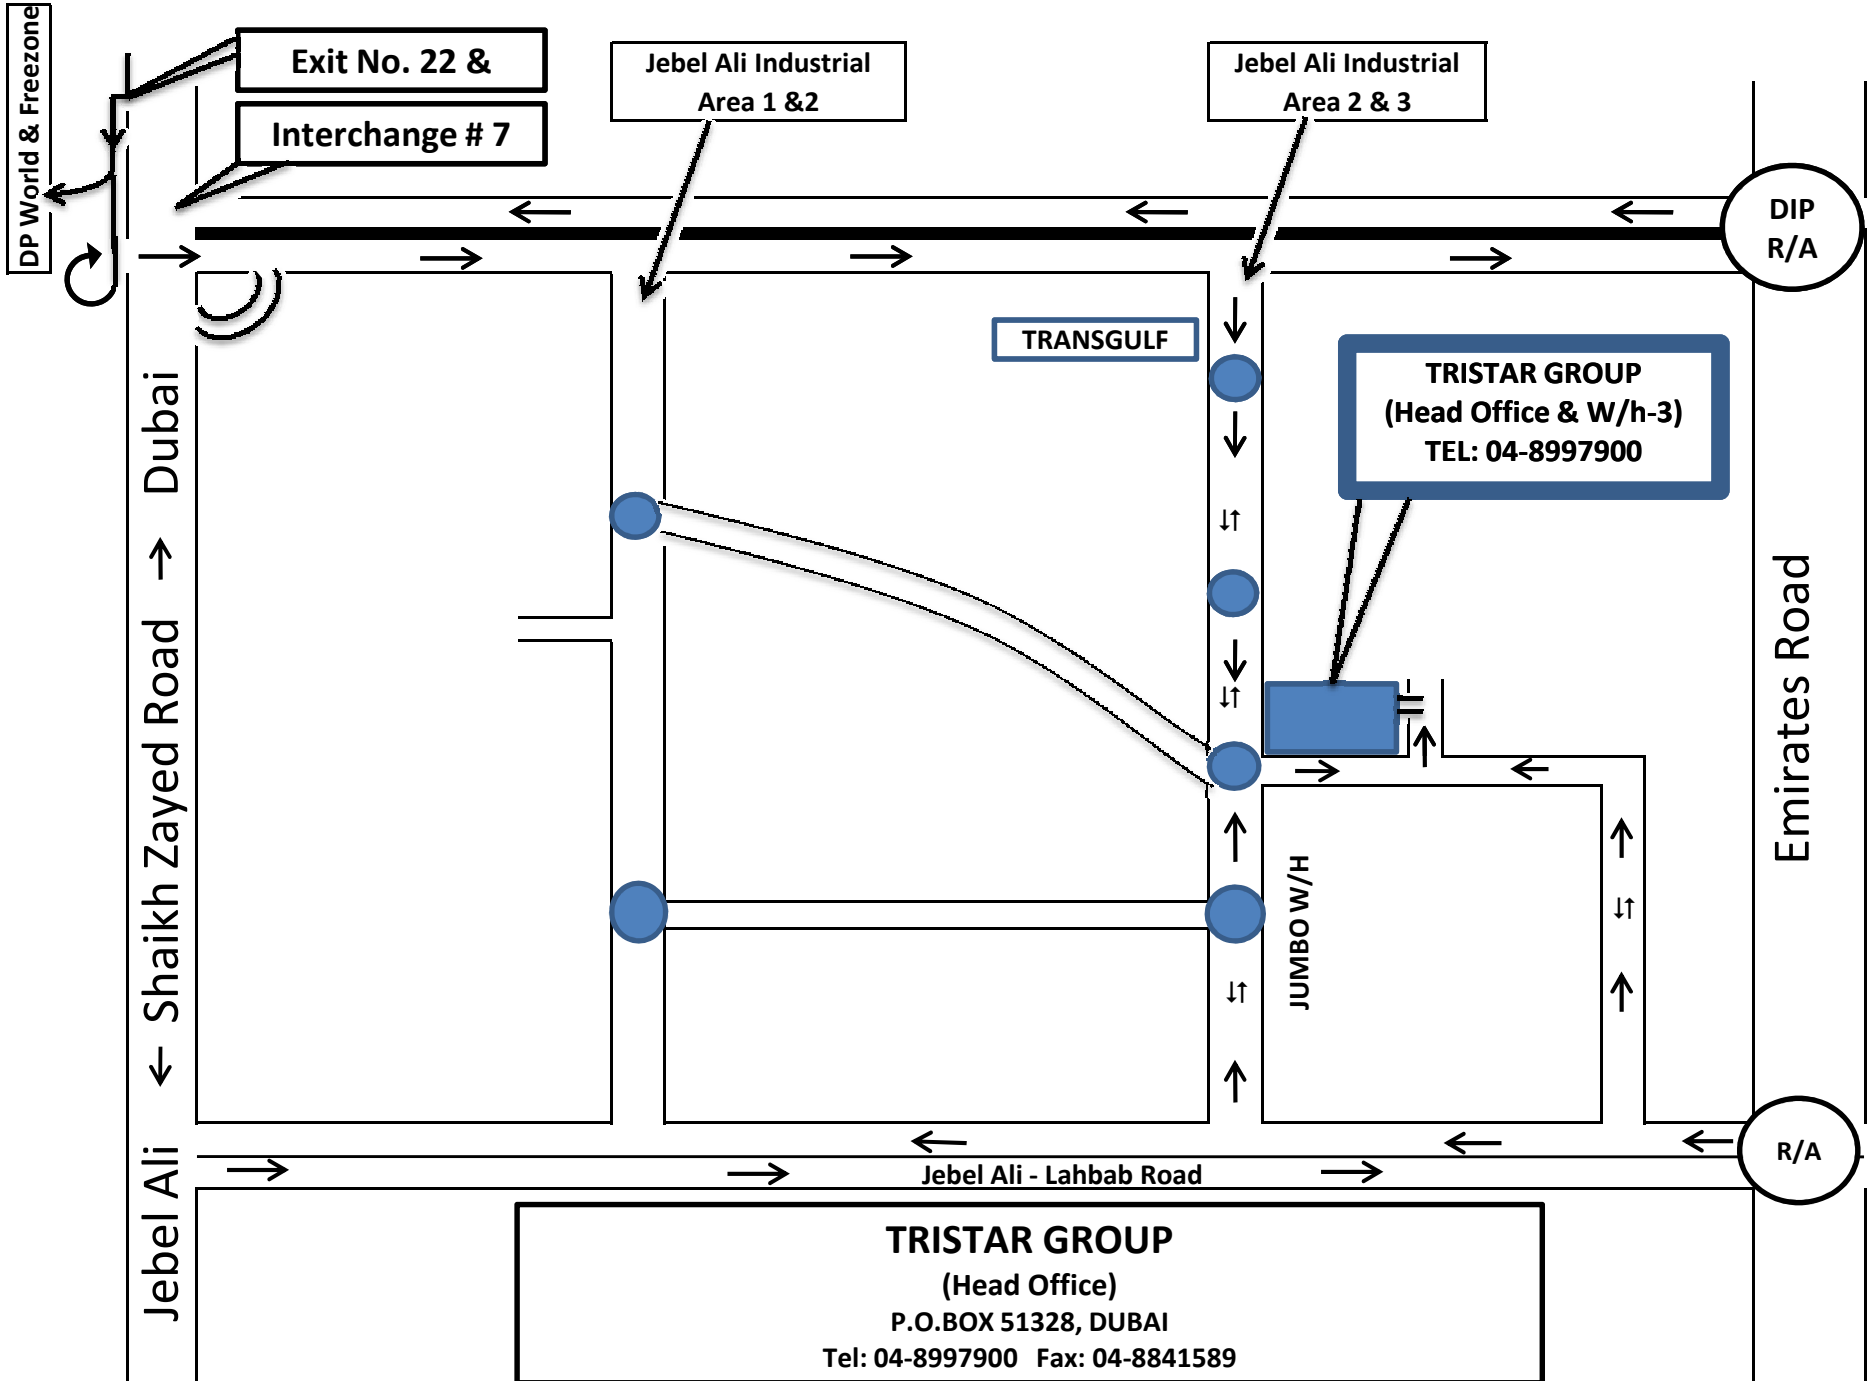 DP World & Freezone
Exit No. 22 &
Interchange # 7
Jebel Ali Industrial
Area 1 &2
Jebel Ali Industrial
Area 2 & 3
DIP
R/A
TRANSGULF
TRISTAR GROUP
(Head Office & W/h-3)
TEL: 04-8997900
Jebel Ali ← Shaikh Zayed Road → Dubai
Emirates Road
JUMBO W/H
R/A
Jebel Ali - Lahbab Road
TRISTAR GROUP
(Head Office)
P.O.BOX 51328, DUBAI
Tel: 04-8997900 Fax: 04-8841589